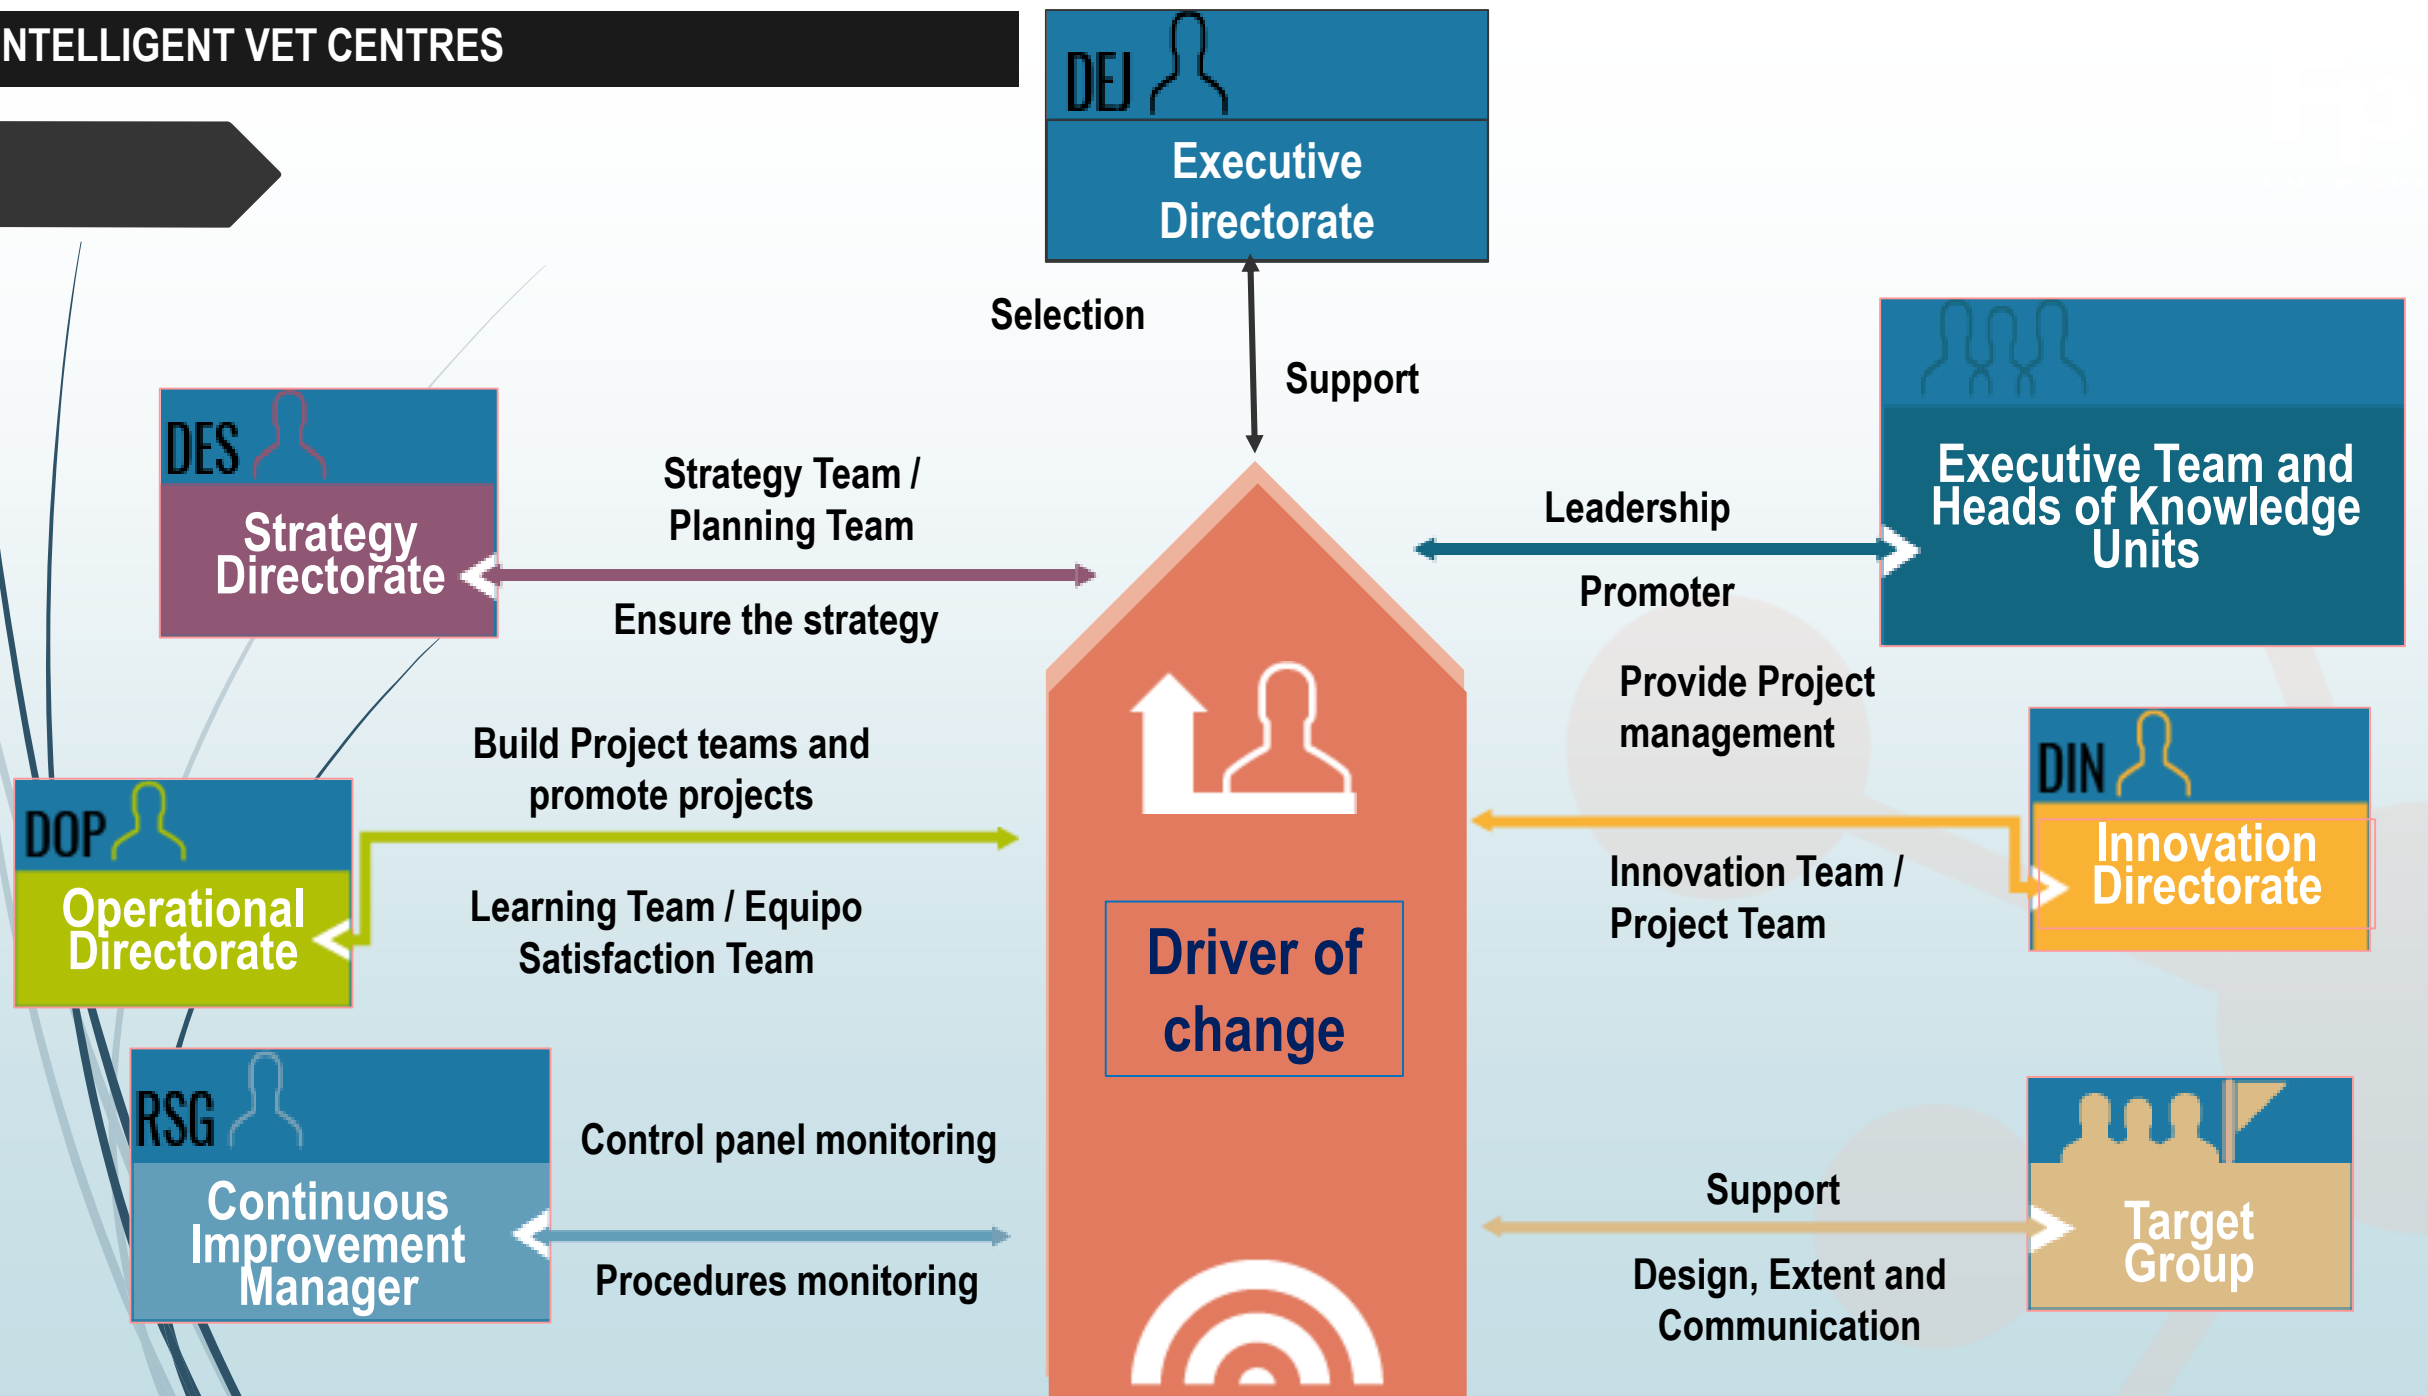 NTELLIGENT VET CENTRES
DEJ
Executive
Directorate
Selection
Support
DES
Strategy
Directorate
Strategy Team /
Planning Team
Ensure the strategy
Leadership
Promoter
Executive Team and
Heads of Knowledge
Units
DOP
Operational
Directorate
Build Project teams and
promote projects
Learning Team / Equipo
Satisfaction Team
Provide Project
management
Innovation Team /
Project Team
DIN
Innovation
Directorate
Driver of
change
RSG
Continuous
Improvement
Manager
Control panel monitoring
Procedures monitoring
Support
Design, Extent and
Communication
Target
Group